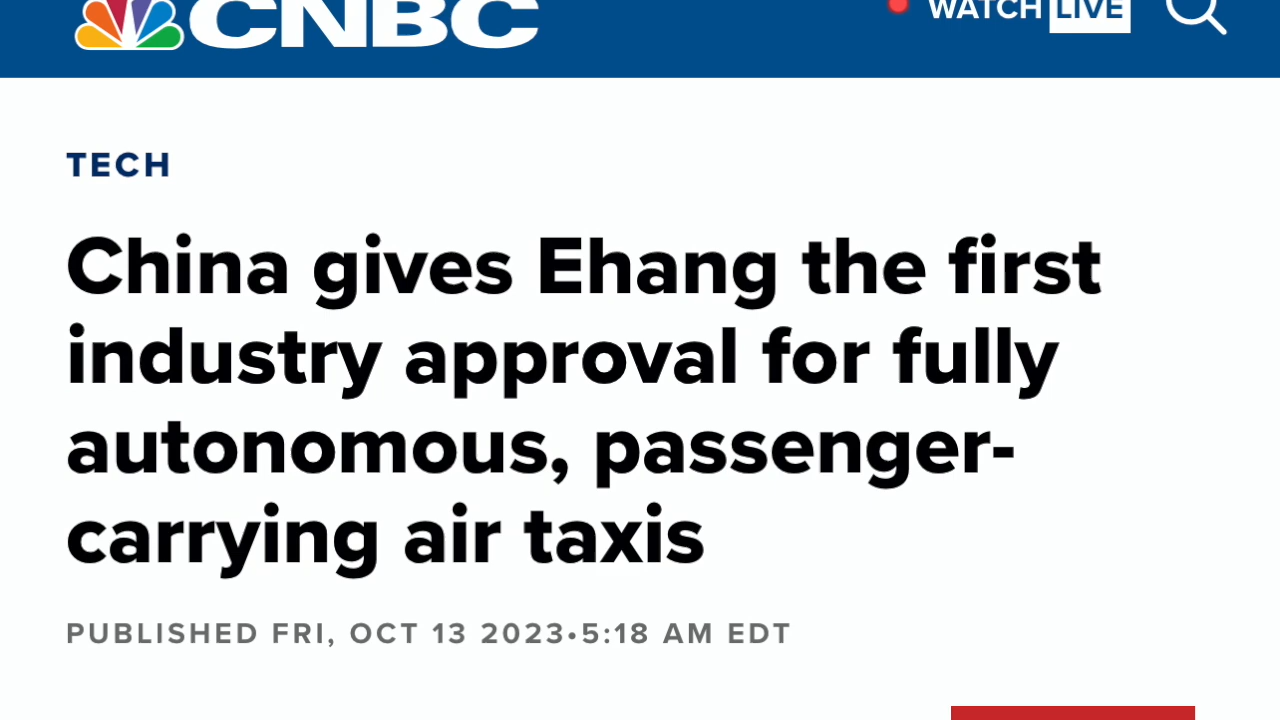 CNBC
WATCH LIVE
TECH
China gives Ehang the first
industry approval for fully
autonomous, passenger-
carrying air taxis
PUBLISHED FRI, OCT 13 2023•5:18 AM EDT